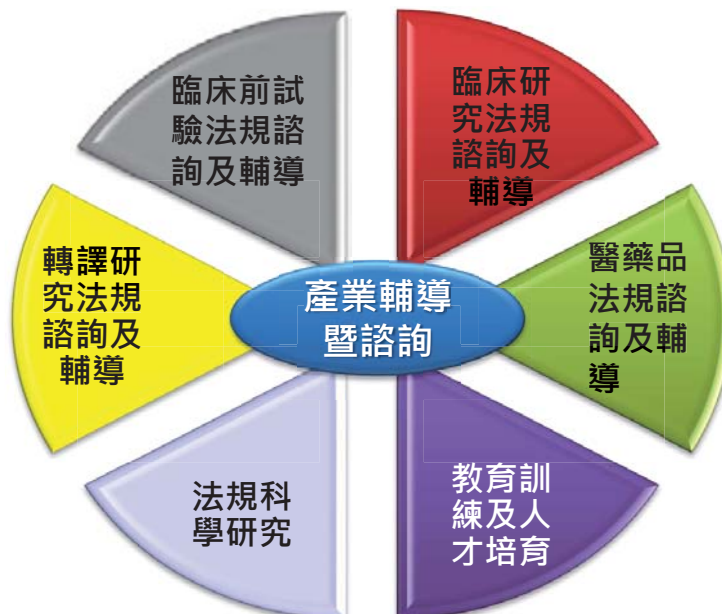 臨床前試
驗法規諮
詢及輔導
臨床研
究法規
諮詢及
輔導
轉譯研
究法規
諮詢及
輔導
產業輔導
暨諮詢
醫藥品
法規諮
詢及輔
導
法規科
學研究
教育訓
練及人
才培育